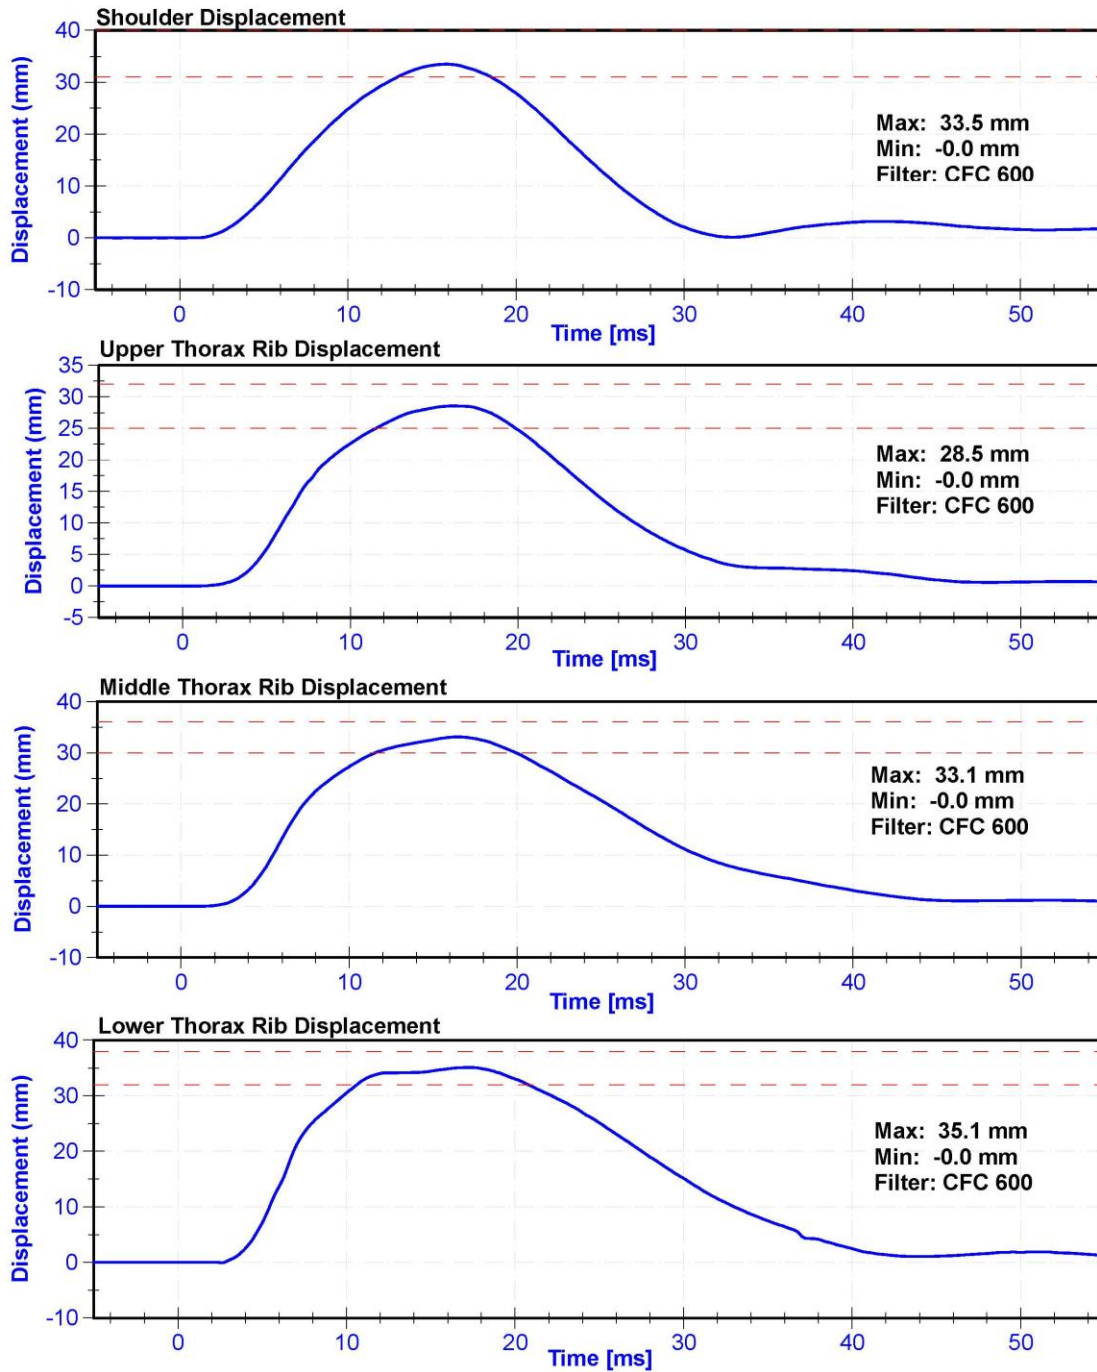 Shoulder Displacement
40
30
20
10
0
-10
Displacement (mm)
Max: 33.5 mm
Min: -0.0 mm
Filter: CFC 600
0 10 20 30 40 50
Time [ms]
Upper Thorax Rib Displacement
35
30
25
20
15
10
5
0
-5
Displacement (mm)
Max: 28.5 mm
Min: -0.0 mm
Filter: CFC 600
0 10 20 30 40 50
Time [ms]
Middle Thorax Rib Displacement
40
30
20
10
0
-10
Displacement (mm)
Max: 33.1 mm
Min: -0.0 mm
Filter: CFC 600
0 10 20 30 40 50
Time [ms]
Lower Thorax Rib Displacement
40
30
20
10
0
-10
Displacement (mm)
Max: 35.1 mm
Min: -0.0 mm
Filter: CFC 600
0 10 20 30 40 50
Time [ms]